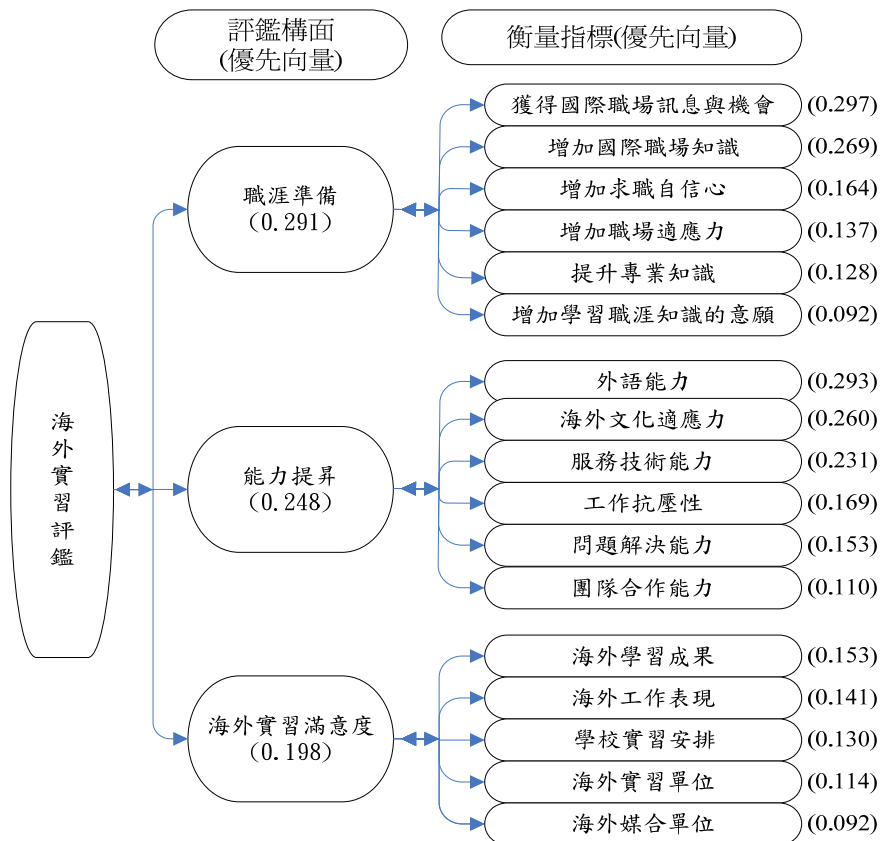 評鑑構面
(優先向量)
衡量指標(優先向量)
海外實習評鑑
職涯準備
(0.291)
獲得國際職場訊息與機會 (0.297)
增加國際職場知識 (0.269)
增加求職自信心 (0.164)
增加職場適應力 (0.137)
提升專業知識 (0.128)
增加學習職涯知識的意願 (0.092)
能力提昇
(0.248)
外語能力 (0.293)
海外文化適應力 (0.260)
服務技術能力 (0.231)
工作抗壓性 (0.169)
問題解決能力 (0.153)
團隊合作能力 (0.110)
海外實習滿意度
(0.198)
海外學習成果 (0.153)
海外工作表現 (0.141)
學校實習安排 (0.130)
海外實習單位 (0.114)
海外媒合單位 (0.092)